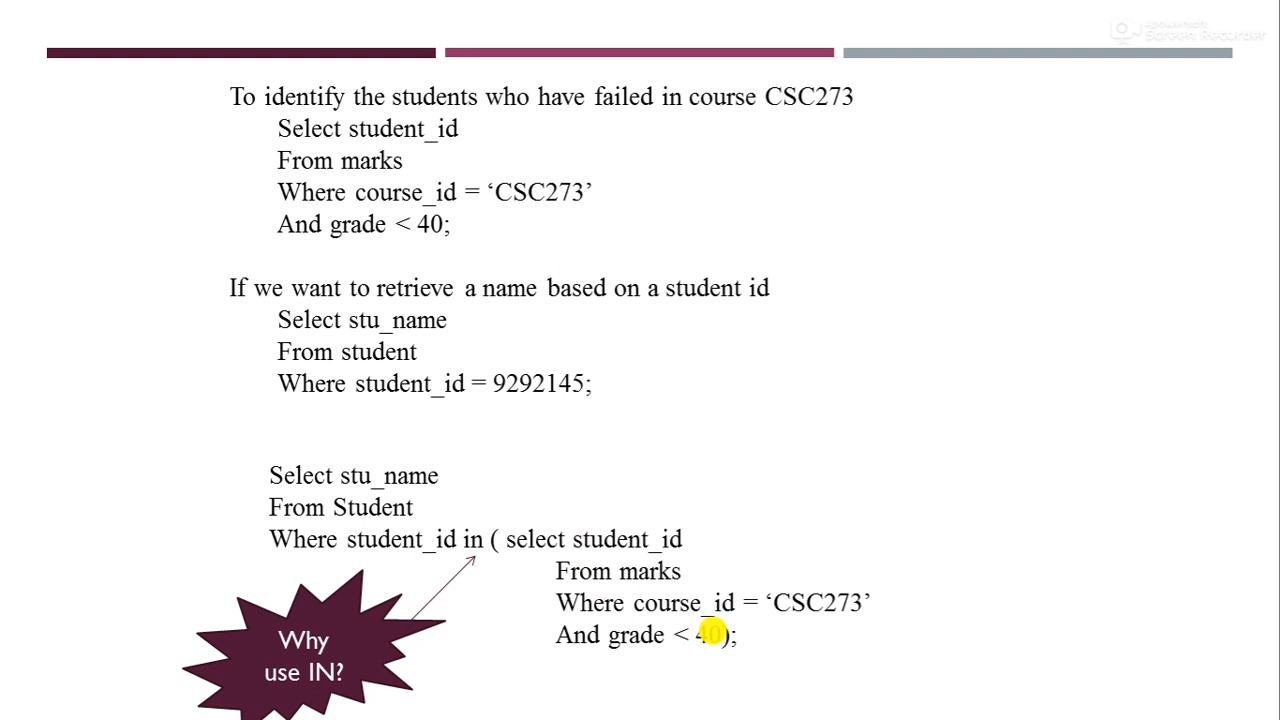 Apowersoft
Screen Recorder
To identify the students who have failed in course CSC273
Select student_id
From marks
Where course_id = ‘CSC273’
And grade < 40;
If we want to retrieve a name based on a student id
Select stu_name
From student
Where student_id = 9292145;
Select stu_name
From Student
Where student_id in ( select student_id
From marks
Where course_id = ‘CSC273’
And grade < 40);
Why
use IN?